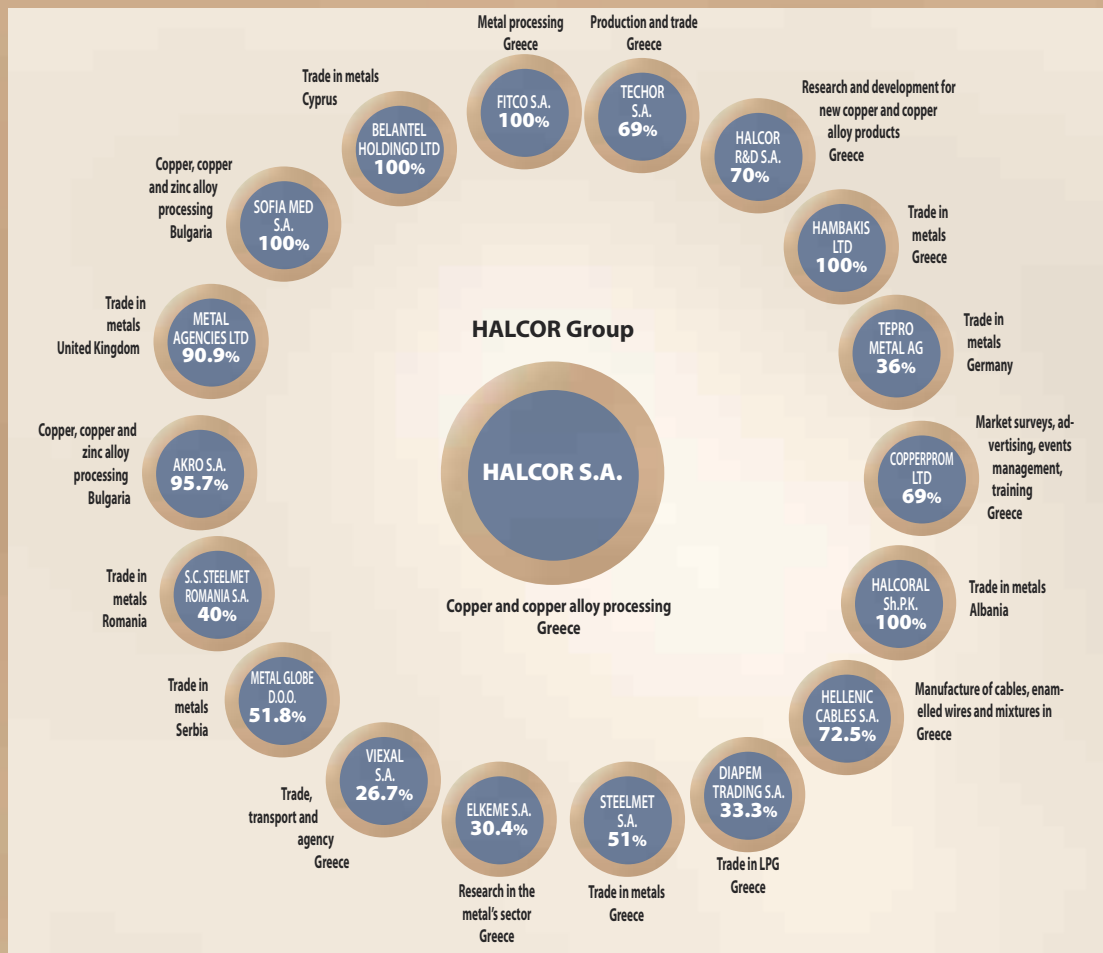 Metal processing
Greece
FITCO S.A.
100%
Production and trade
Greece
TECHOR
S.A.
69%
Research and development for
new copper and copper
alloy products
Greece
HALCOR
R&D S.A.
70%
Trade in
metals
Greece
HAMBAKIS
LTD
100%
Trade in
metals
Germany
TEPRO
METAL AG
36%
Market surveys, ad-
vertising, events
management,
training
Greece
COPPERPROM
LTD
69%
Trade in metals
Albania
HALCORAL
Sh.P.K.
100%
Manufacture of cables, enam-
elled wires and mixtures in
Greece
HELLENIC
CABLES S.A.
72.5%
DIAPEM
TRADING S.A.
33.3%
Trade in LPG
Greece
STEELMET
S.A.
51%
Trade in metals
Greece
ELKEME S.A.
30.4%
Research in the
metal's sector
Greece
VIEXAL
S.A.
26.7%
Trade,
transport and
agency
Greece
METAL GLOBE
D.O.O.
51.8%
Trade in
metals
Serbia
S.C. STEELMET
ROMANIA S.A.
40%
Trade in
metals
Romania
AKRO S.A.
95.7%
Copper, copper and
zinc alloy
processing
Bulgaria
METAL
AGENCIES LTD
90.9%
Trade in
metals
United Kingdom
SOFIA MED
S.A.
100%
Copper, copper
and zinc alloy
processing
Bulgaria
BELANTEL
HOLDINGD LTD
100%
Trade in metals
Cyprus
HALCOR Group
HALCOR S.A.
Copper and copper alloy processing
Greece